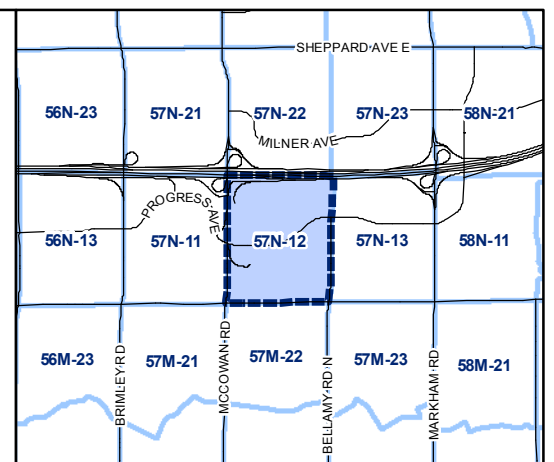 SHEPPARD AVE E
56N-23
57N-21
57N-22
57N-23
58N-21
MILNER AVE
PROGRESS AVE
56N-13
57N-11
57N-12
57N-13
58N-11
56M-23
57M-21
57M-22
57M-23
58M-21
BRIMLEY RD
MCCOWAN RD
BELLAMY RD N
MARKHAM RD